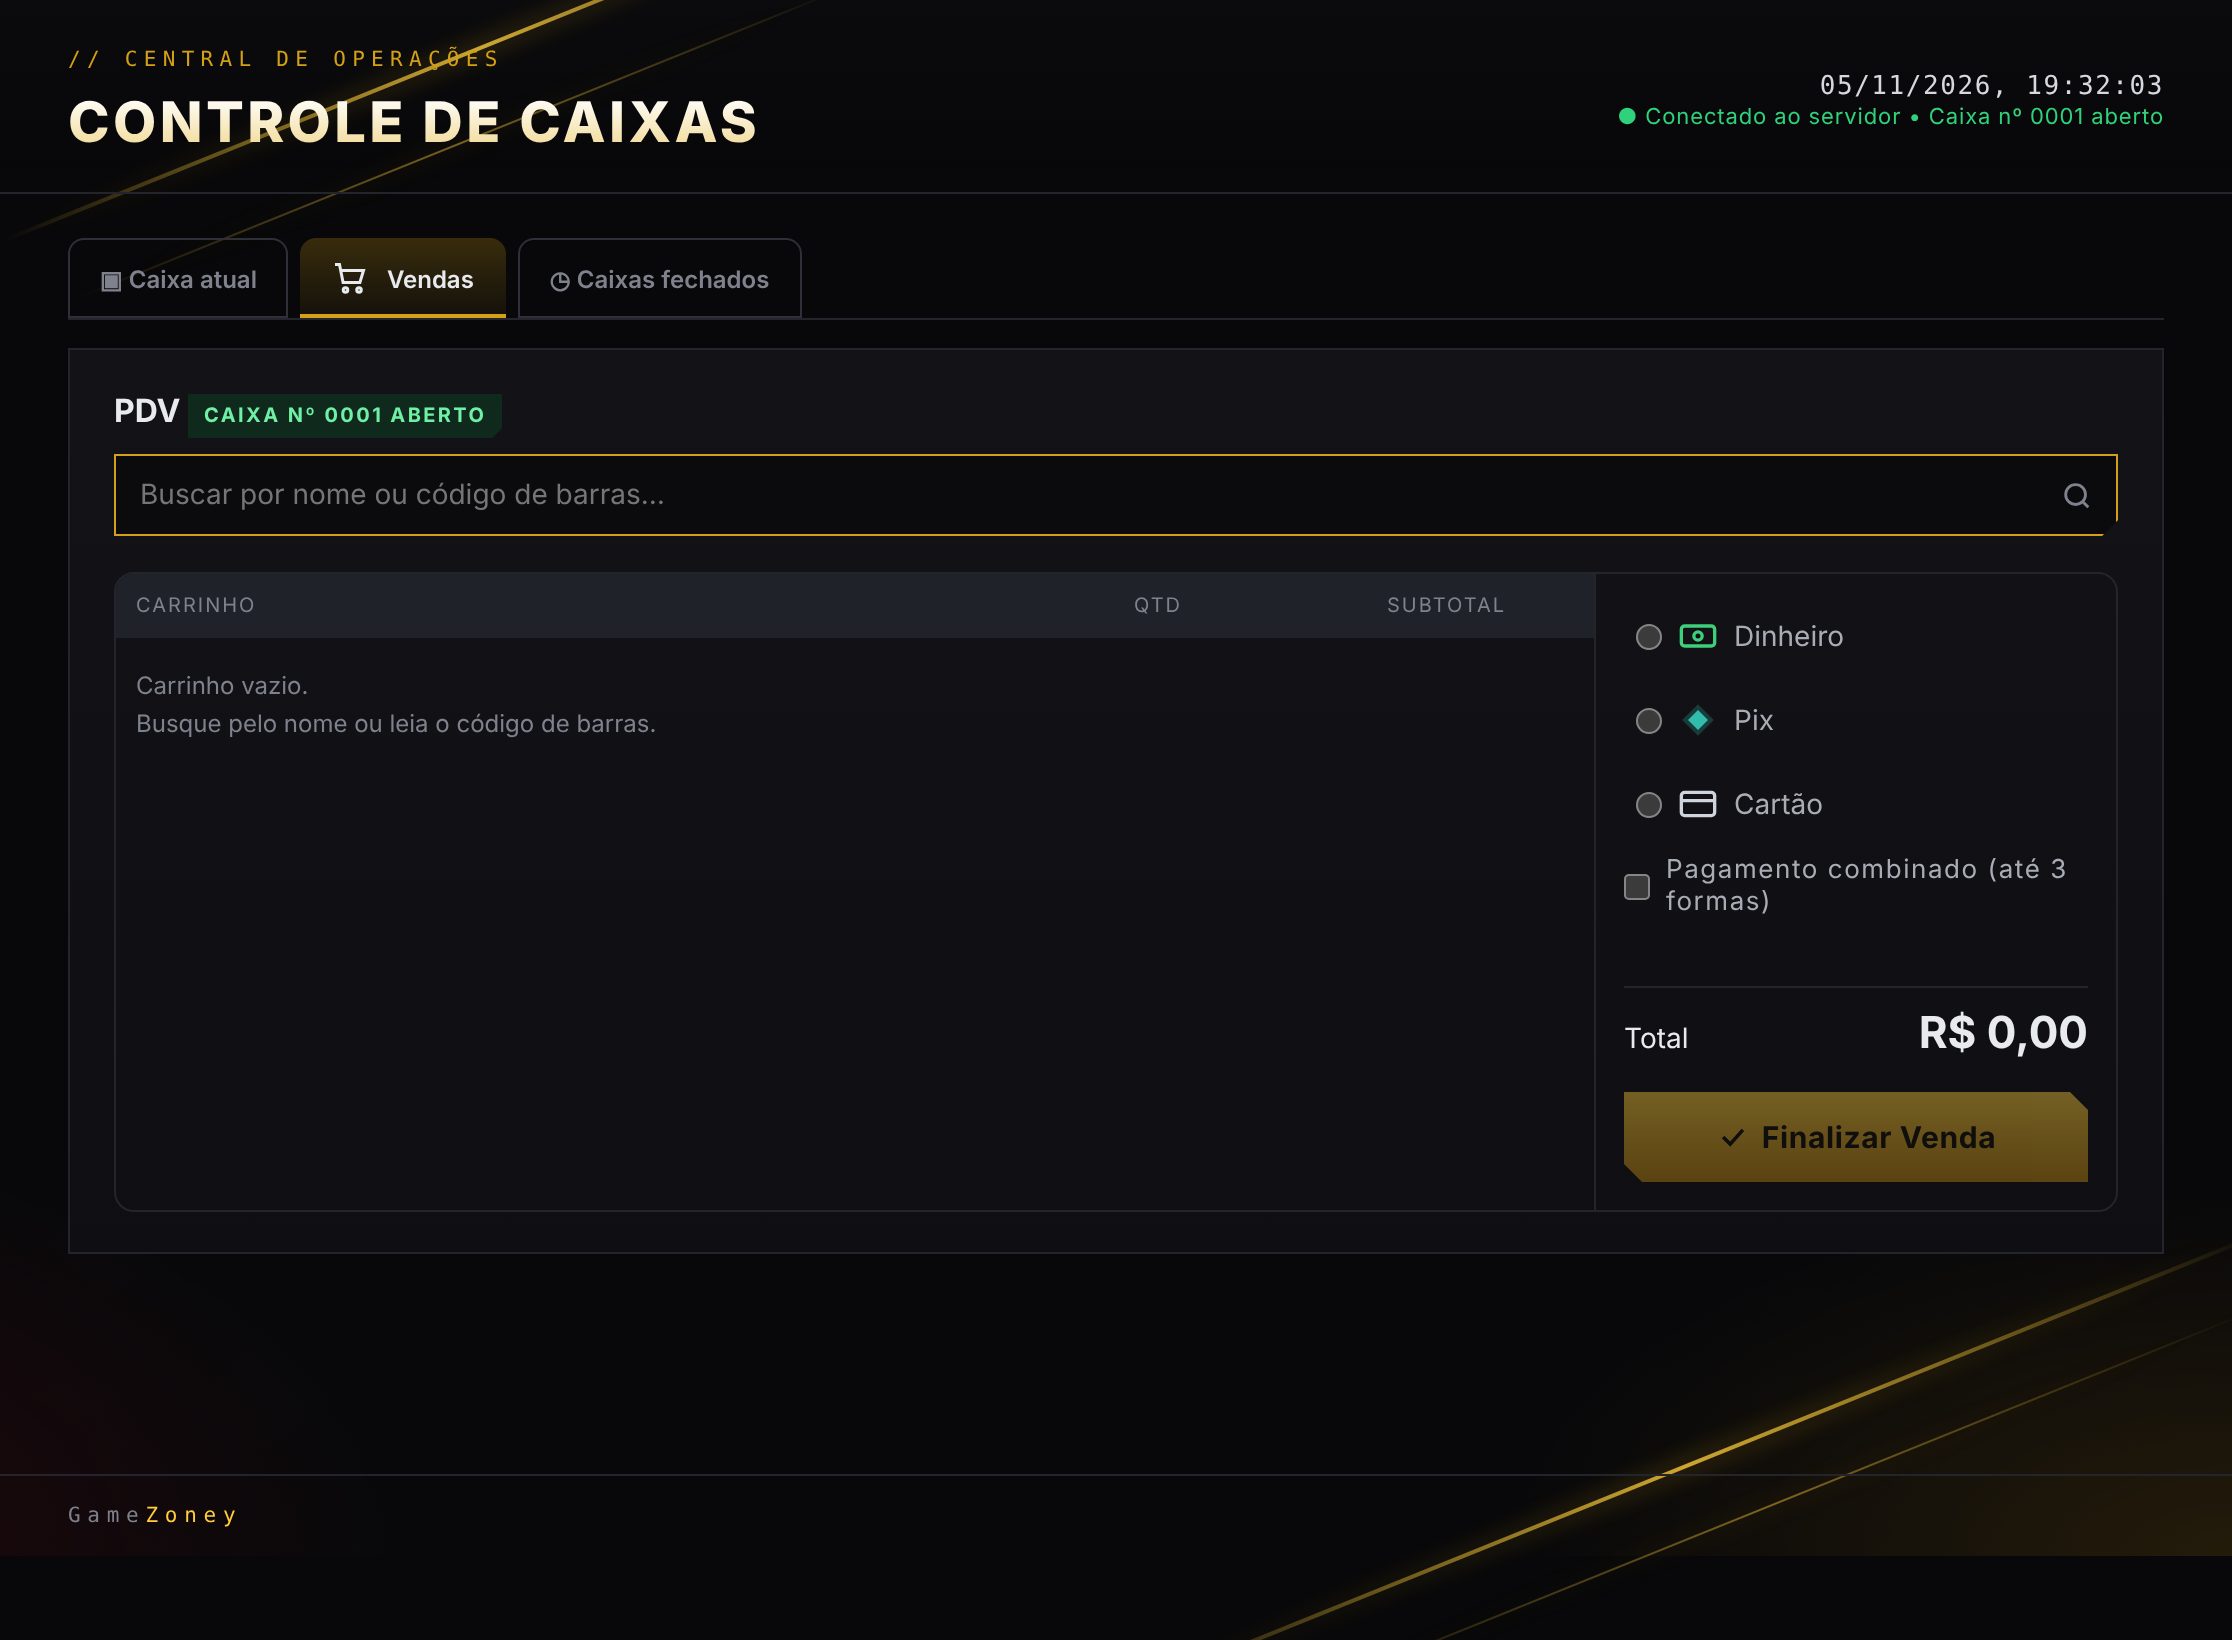 // CENTRAL DE OPERAÇÕES
CONTROLE DE CAIXAS
05/11/2026, 19:32:03
Conectado ao servidor • Caixa nº 0001 aberto
Caixa atual
Vendas
Caixas fechados
PDV
CAIXA Nº 0001 ABERTO
Buscar por nome ou código de barras...
CARRINHO QTD SUBTOTAL
Carrinho vazio.
Busque pelo nome ou leia o código de barras.
Dinheiro
Pix
Cartão
Pagamento combinado (até 3
formas)
Total R$ 0,00
Finalizar Venda
GameZoney